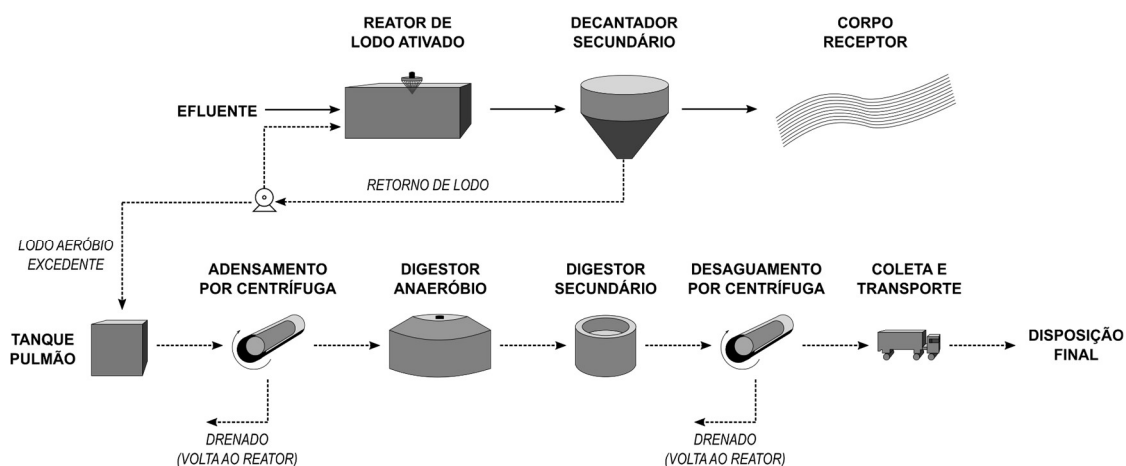 REATOR DE
LODO ATIVADO
DECANTADOR
SECUNDÁRIO
CORPO
RECEPTOR
EFLUENTE
RETORNO DE LODO
LODO AERÓBIO
EXCEDENTE
ADENSAMENTO
POR CENTRÍFUGA
DIGESTOR
ANAERÓBIO
DIGESTOR
SECUNDÁRIO
DESAGUAMENTO
POR CENTRÍFUGA
COLETA E
TRANSPORTE
TANQUE
PULMÃO
DISPOSIÇÃO
FINAL
DRENADO
(VOLTA AO REATOR)
DRENADO
(VOLTA AO REATOR)